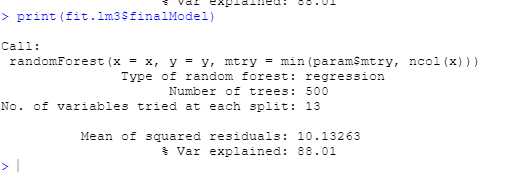 % Var explained: 88.01
> print(fit.lm3$finalModel)
Call:
randomForest(x = x, y = y, mtry = min(param$mtry, ncol(x)))
Type of random forest: regression
Number of trees: 500
No. of variables tried at each split: 13
Mean of squared residuals: 10.13263
% Var explained: 88.01
>